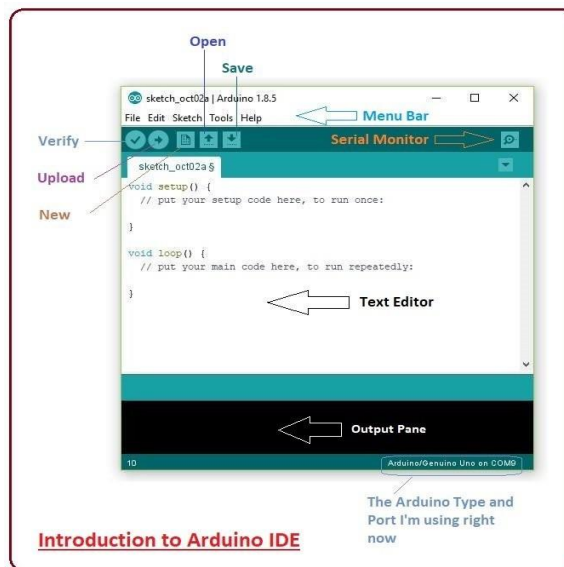 Open
Save
sketch_oct02a | Arduino 1.8.5
File Edit Sketch Tools Help
Menu Bar
Verify
Serial Monitor
Upload
sketch_oct02a §
New
void setup() {
// put your setup code here, to run once:
}
void loop() {
// put your main code here, to run repeatedly:
}
Text Editor
Output Pane
10
Arduino/Genuino Uno on COM9
The Arduino Type and
Port I'm using right
now
Introduction to Arduino IDE